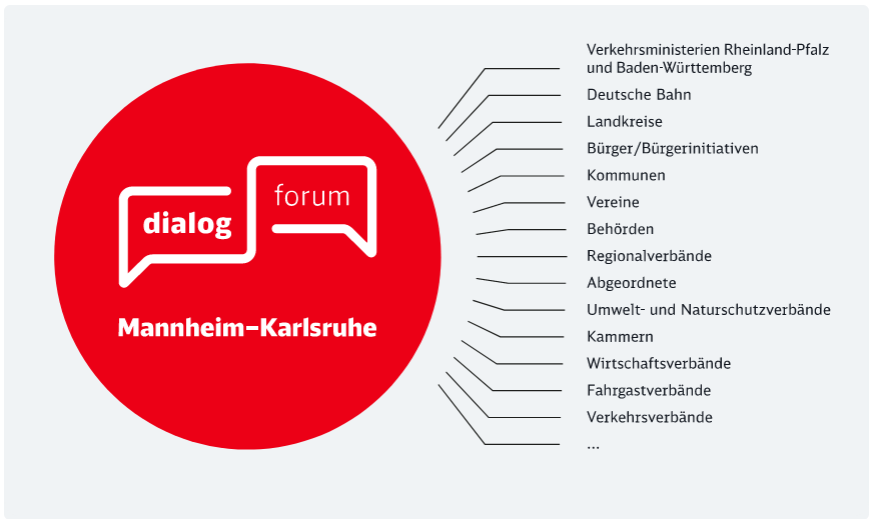 dialog
forum
Mannheim–Karlsruhe
Verkehrsministerien Rheinland-Pfalz
und Baden-Württemberg
Deutsche Bahn
Landkreise
Bürger/Bürgerinitiativen
Kommunen
Vereine
Behörden
Regionalverbände
Abgeordnete
Umwelt- und Naturschutzverbände
Kammern
Wirtschaftsverbände
Fahrgastverbände
Verkehrsverbände
...